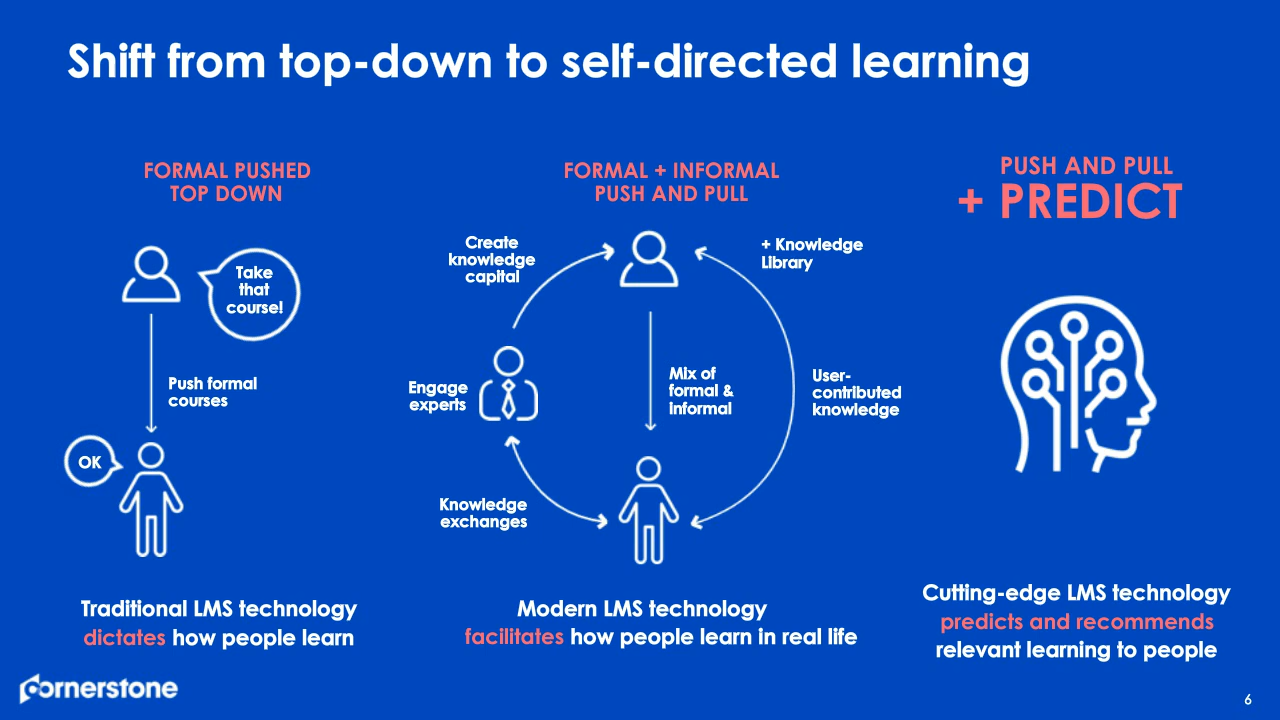 Shift from top-down to self-directed learning
FORMAL PUSHED
TOP DOWN
Take
that
course!
Push formal
courses
OK
Traditional LMS technology
dictates how people learn
FORMAL + INFORMAL
PUSH AND PULL
Create
knowledge
capital
+ Knowledge
Library
Engage
experts
Mix of
formal &
informal
User-
contributed
knowledge
Knowledge
exchanges
Modern LMS technology
facilitates how people learn in real life
PUSH AND PULL
+ PREDICT
Cutting-edge LMS technology
predicts and recommends
relevant learning to people
cornerstone
6